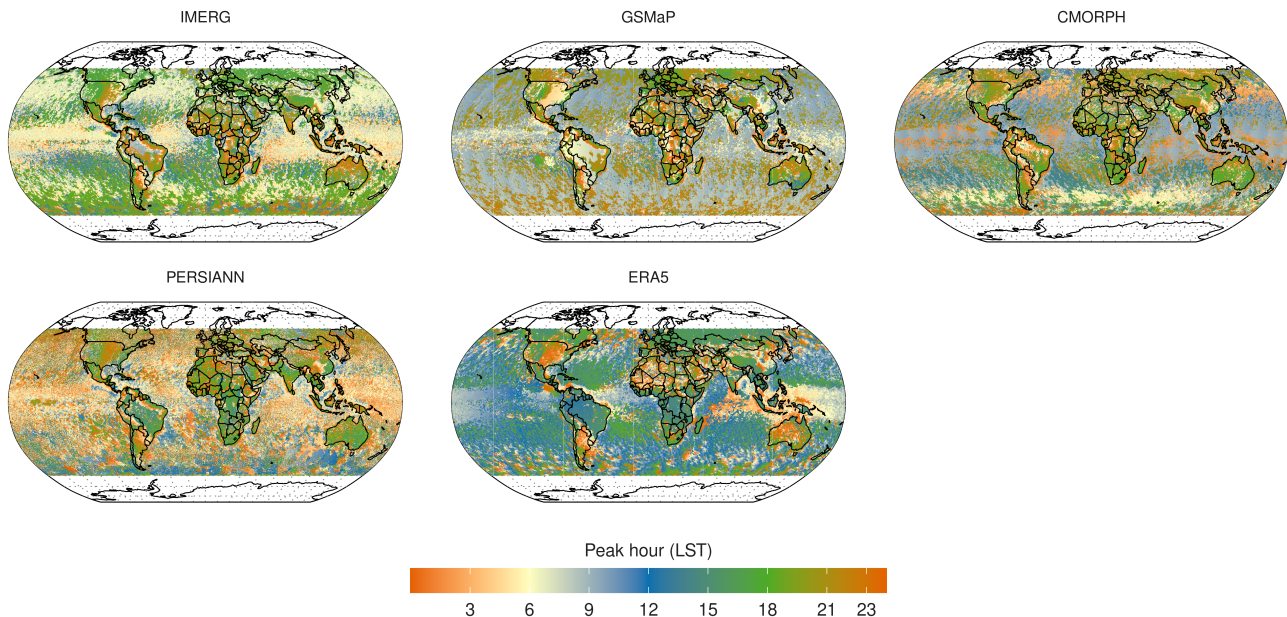 IMERG GSMaP CMORPH
PERSIANN ERA5
Peak hour (LST)
3 6 9 12 15 18 21 23